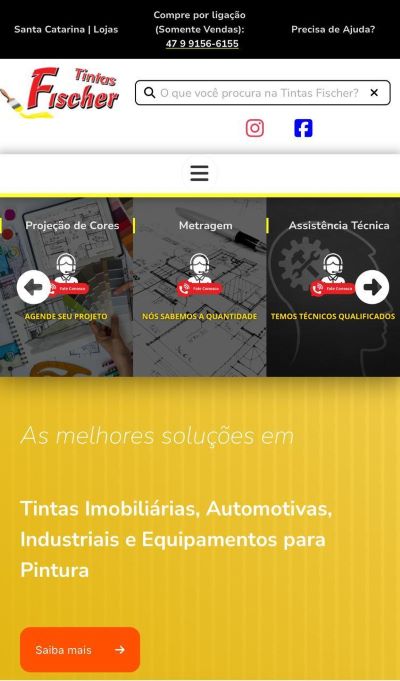 Santa Catarina | Lojas
Compre por ligação
(Somente Vendas):
47 9 9156-6155
Precisa de Ajuda?
Tintas
Fischer
O que você procura na Tintas Fischer?
Projeção de Cores
Metragem
Assistência Técnica
Fale Conosco
Fale Conosco
Fale Conosco
AGENDE SEU PROJETO
NÓS SABEMOS A QUANTIDADE
TEMOS TÉCNICOS QUALIFICADOS
As melhores soluções em
Tintas Imobiliárias, Automotivas,
Industriais e Equipamentos para
Pintura
Saiba mais